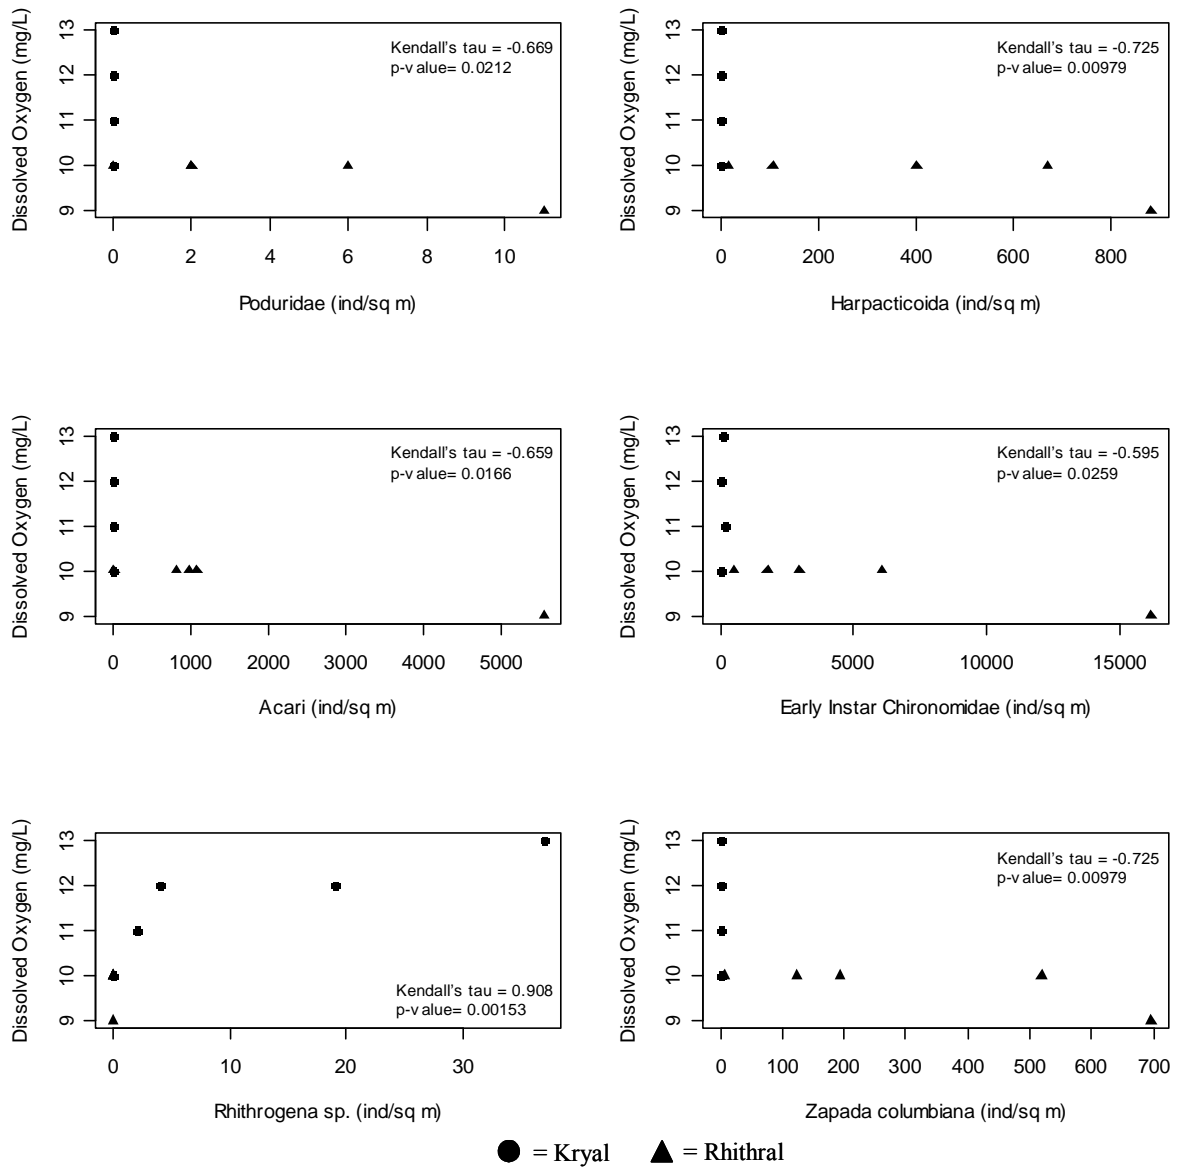 Dissolved Oxygen (mg/L)
13
12
11
10
9
Kendall's tau = -0.669
p-value= 0.0212
0 2 4 6 8 10
Poduridae (ind/sq m)
Dissolved Oxygen (mg/L)
13
12
11
10
9
Kendall's tau = -0.725
p-value= 0.00979
0 200 400 600 800
Harpacticoida (ind/sq m)
Dissolved Oxygen (mg/L)
13
12
11
10
9
Kendall's tau = -0.659
p-value= 0.0166
0 1000 2000 3000 4000 5000
Acari (ind/sq m)
Dissolved Oxygen (mg/L)
13
12
11
10
9
Kendall's tau = -0.595
p-value= 0.0259
0 5000 10000 15000
Early Instar Chironomidae (ind/sq m)
Dissolved Oxygen (mg/L)
13
12
11
10
9
Kendall's tau = 0.908
p-value= 0.00153
0 10 20 30
Rhithrogena sp. (ind/sq m)
Dissolved Oxygen (mg/L)
13
12
11
10
9
Kendall's tau = -0.725
p-value= 0.00979
0 100 200 300 400 500 600 700
Zapada columbiana (ind/sq m)
= Kryal = Rhithral